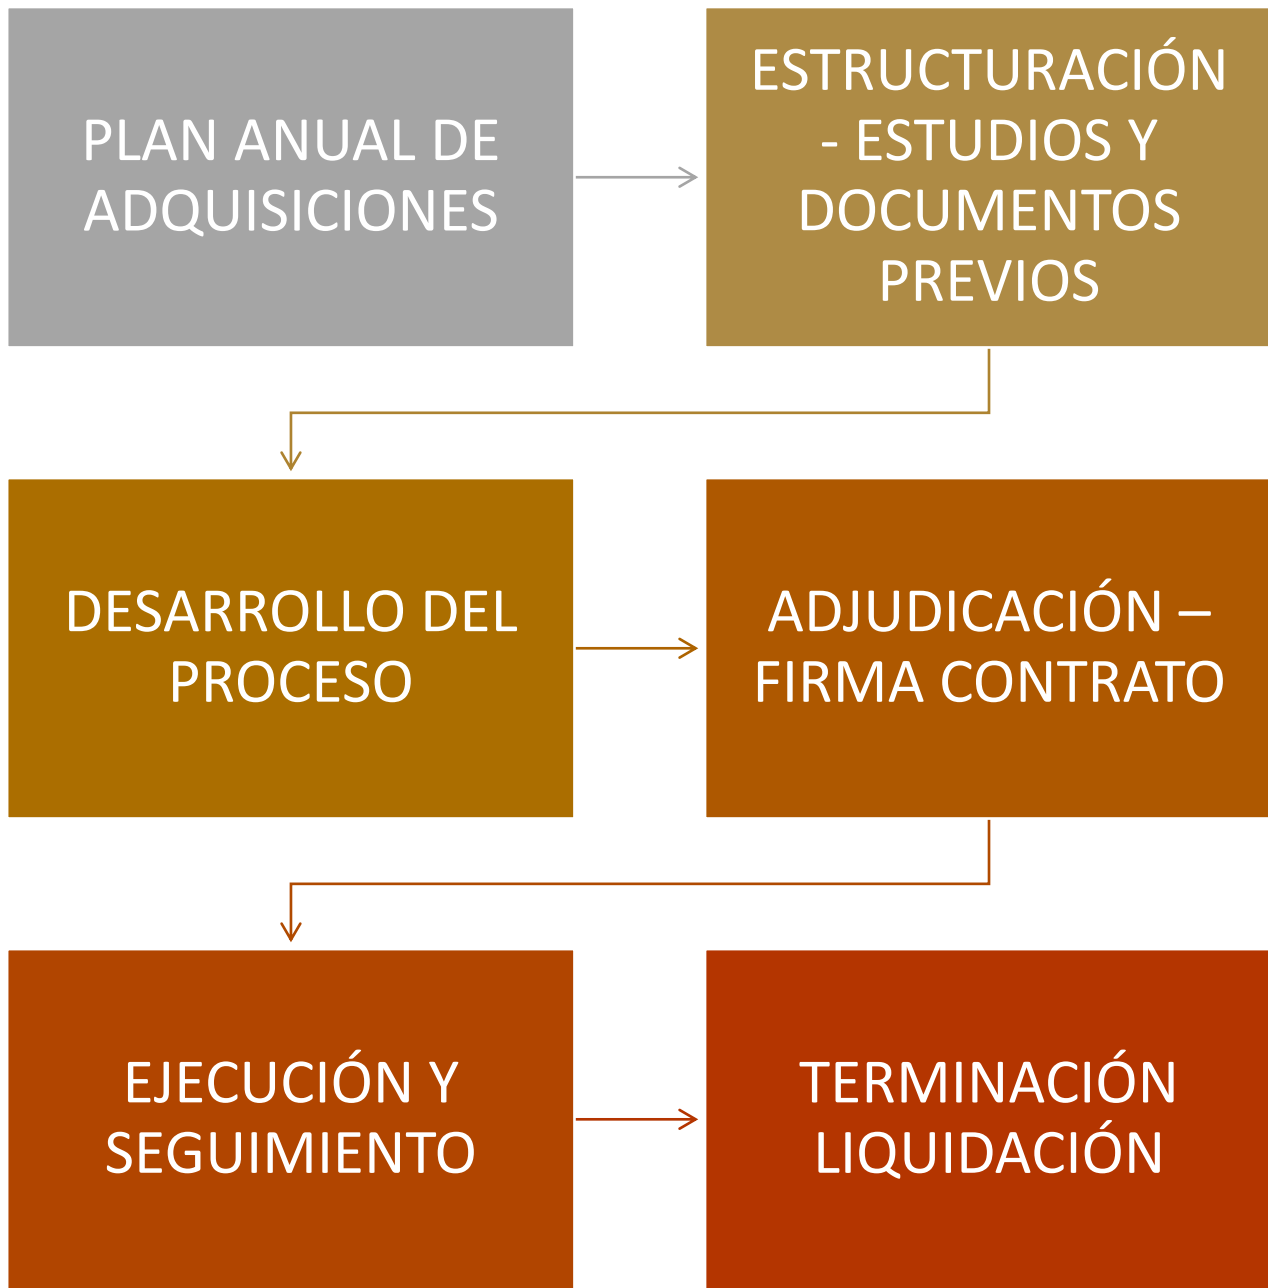 PLAN ANUAL DE
ADQUISICIONES
ESTRUCTURACIÓN
- ESTUDIOS Y
DOCUMENTOS
PREVIOS
DESARROLLO DEL
PROCESO
ADJUDICACIÓN –
FIRMA CONTRATO
EJECUCIÓN Y
SEGUIMIENTO
TERMINACIÓN
LIQUIDACIÓN